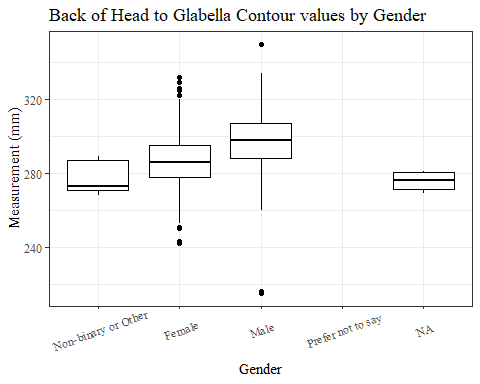 Back of Head to Glabella Contour values by Gender
Measurement (mm)
320
280
240
Non-binary or Other
Female
Male
Prefer not to say
NA
Gender